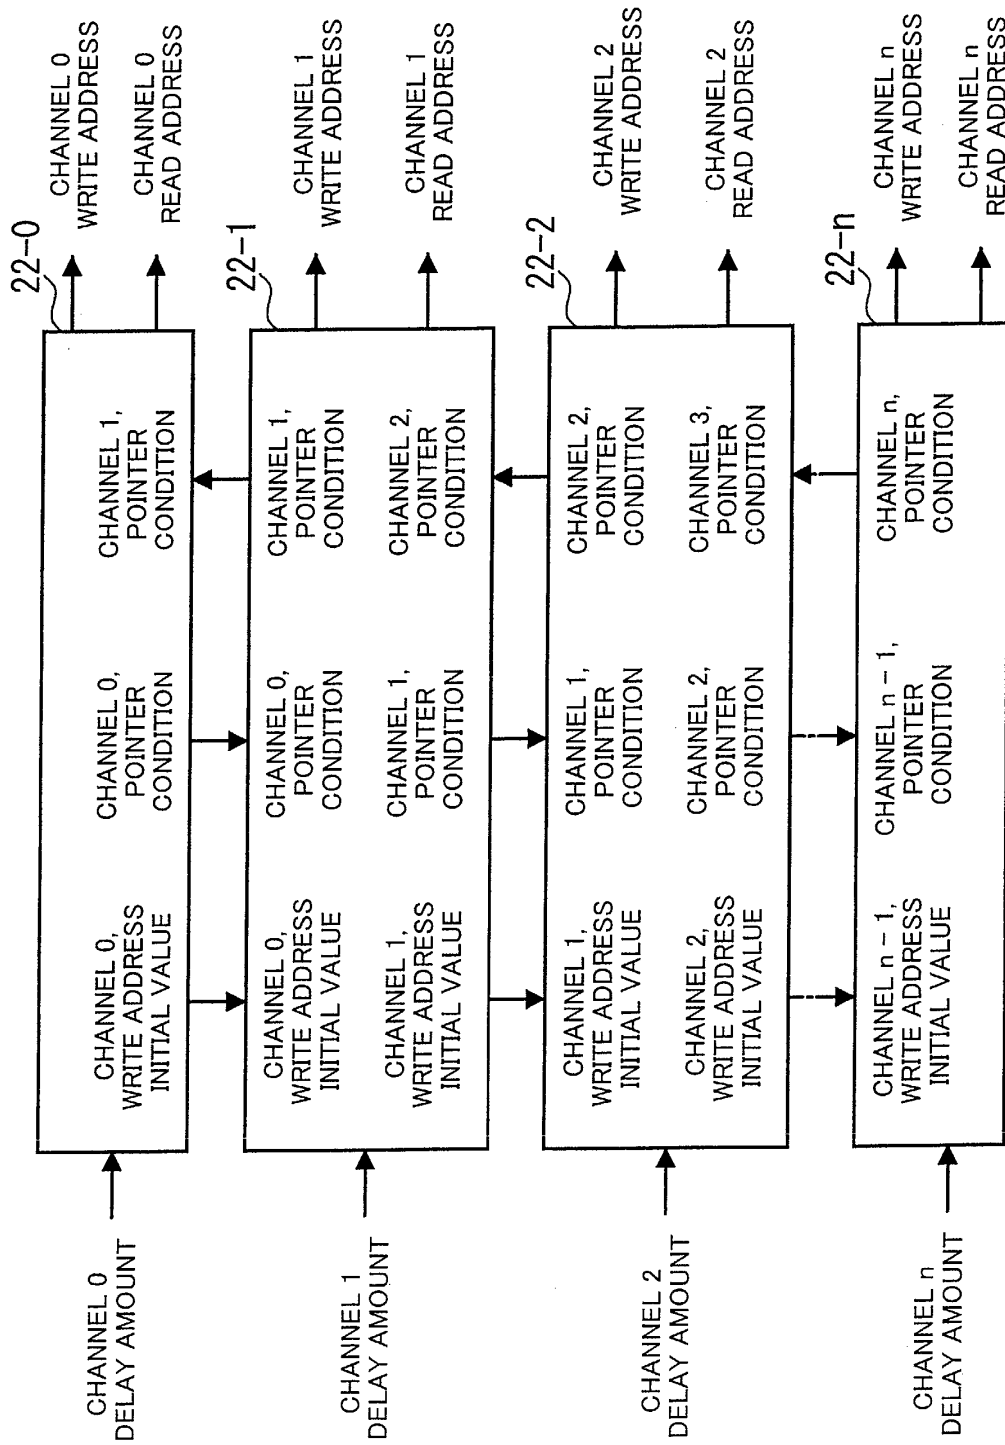 CHANNEL 0
DELAY AMOUNT
CHANNEL 0,
WRITE ADDRESS
INITIAL VALUE
CHANNEL 0,
POINTER
CONDITION
CHANNEL 1,
POINTER
CONDITION
22-0
CHANNEL 0
WRITE ADDRESS
CHANNEL 0
READ ADDRESS
CHANNEL 1
DELAY AMOUNT
CHANNEL 0,
WRITE ADDRESS
INITIAL VALUE
CHANNEL 0,
POINTER
CONDITION
CHANNEL 1,
POINTER
CONDITION
CHANNEL 1,
WRITE ADDRESS
INITIAL VALUE
CHANNEL 1,
POINTER
CONDITION
CHANNEL 2,
POINTER
CONDITION
22-1
CHANNEL 1
WRITE ADDRESS
CHANNEL 1
READ ADDRESS
CHANNEL 2
DELAY AMOUNT
CHANNEL 1,
WRITE ADDRESS
INITIAL VALUE
CHANNEL 1,
POINTER
CONDITION
CHANNEL 2,
POINTER
CONDITION
CHANNEL 2,
WRITE ADDRESS
INITIAL VALUE
CHANNEL 2,
POINTER
CONDITION
CHANNEL 3,
POINTER
CONDITION
22-2
CHANNEL 2
WRITE ADDRESS
CHANNEL 2
READ ADDRESS
CHANNEL n
DELAY AMOUNT
CHANNEL n − 1,
WRITE ADDRESS
INITIAL VALUE
CHANNEL n − 1,
POINTER
CONDITION
CHANNEL n,
POINTER
CONDITION
22-n
CHANNEL n
WRITE ADDRESS
CHANNEL n
READ ADDRESS